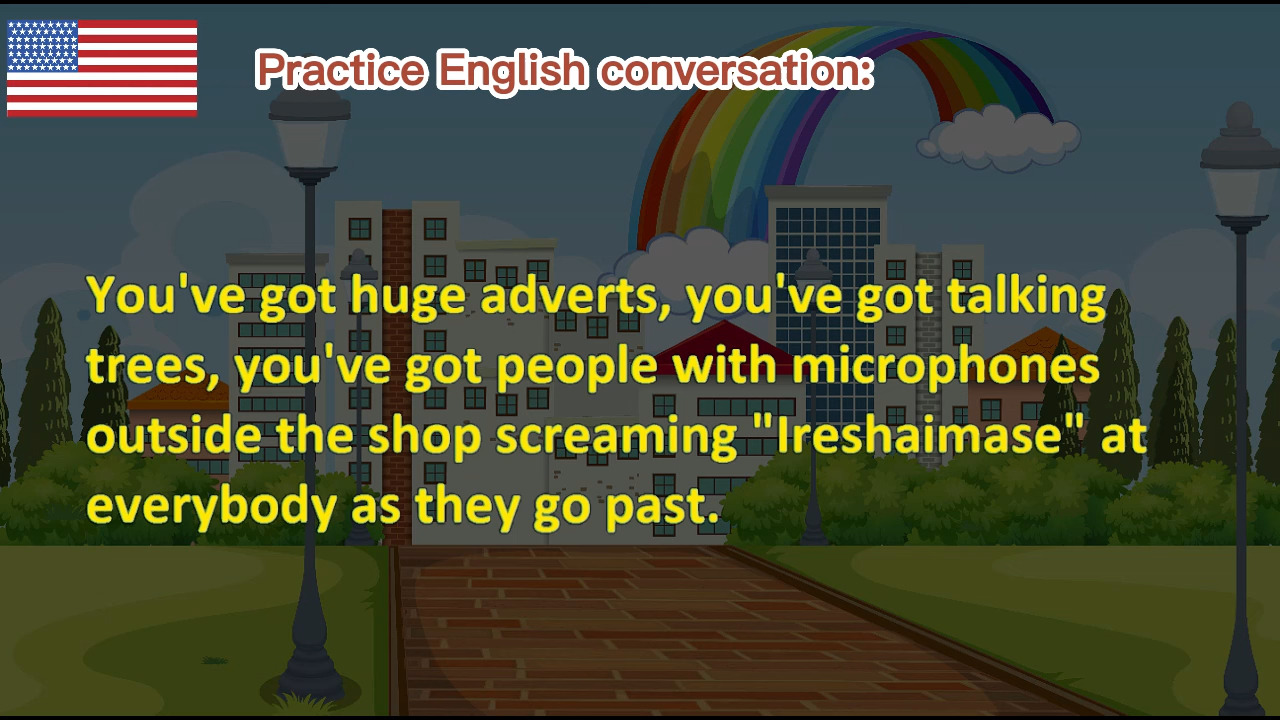 Practice English conversation:
You've got huge adverts, you've got talking
trees, you've got people with microphones
outside the shop screaming "Ireshaimase" at
everybody as they go past.